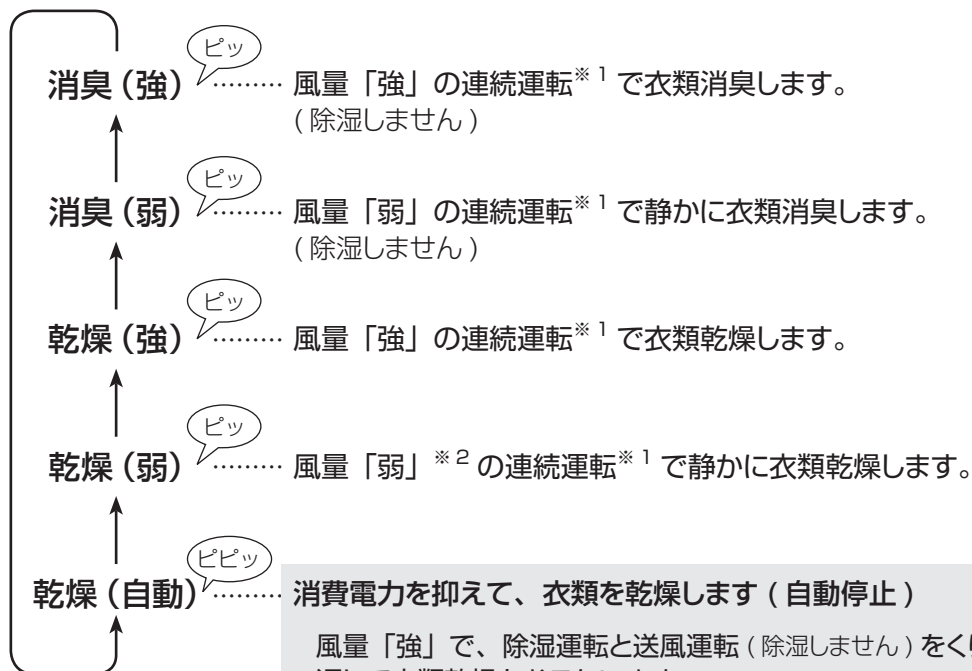 ピッ
消臭（強）……… 風量「強」の連続運転※1で衣類消臭します。
(除湿しません)
ピッ
消臭（弱）……… 風量「弱」の連続運転※1で静かに衣類消臭します。
(除湿しません)
ピッ
乾燥（強）……… 風量「強」の連続運転※1で衣類乾燥します。
ピッ
乾燥（弱）……… 風量「弱」※2の連続運転※1で静かに衣類乾燥します。
ピピッ
乾燥（自動）……… 消費電力を抑えて、衣類を乾燥します(自動停止)
風量「強」で、除湿運転と送風運転(除湿しません)をく